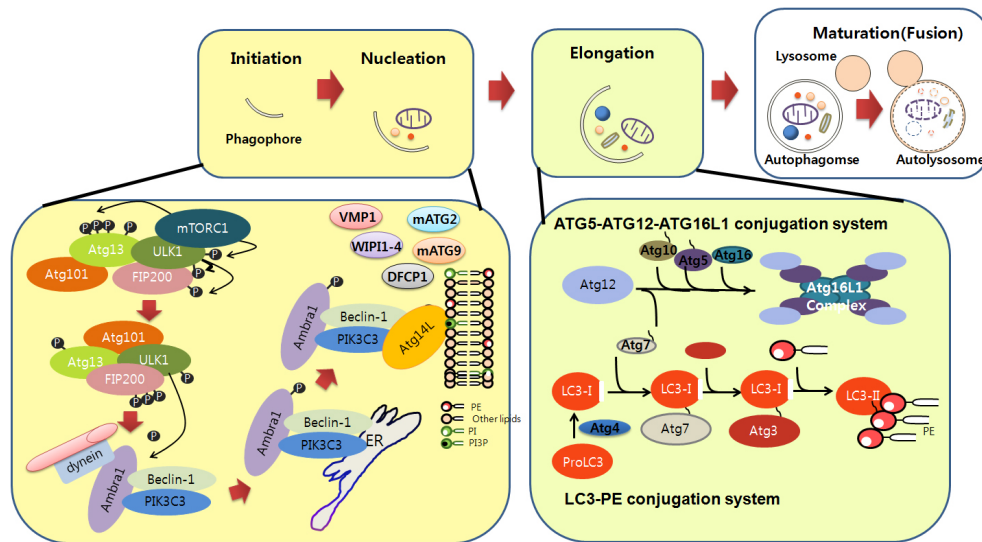 Initiation
Nucleation
Phagophore
Elongation
Maturation(Fusion)
Lysosome
Autophagomse
Autolysosome
P
P P P
mTORC1
Atg13
ULK1
P
Atg101
FIP200
P
P
P
Atg101
Atg13
ULK1
FIP200
P
P P P
P
dynein
Ambra1
Beclin-1
PIK3C3
P
Ambra1
Beclin-1
PIK3C3
ER
P
Ambra1
Beclin-1
PIK3C3
Atg14L
VMP1
mATG2
WIPI1-4
mATG9
DFCP1
PE
Other lipids
PI
PI3P
ATG5-ATG12-ATG16L1 conjugation system
Atg10
Atg5
Atg16
Atg12
Atg16L1
Complex
Atg7
LC3-I
LC3-I
LC3-I
LC3-II
Atg4
Atg7
Atg3
PE
ProLC3
LC3-PE conjugation system